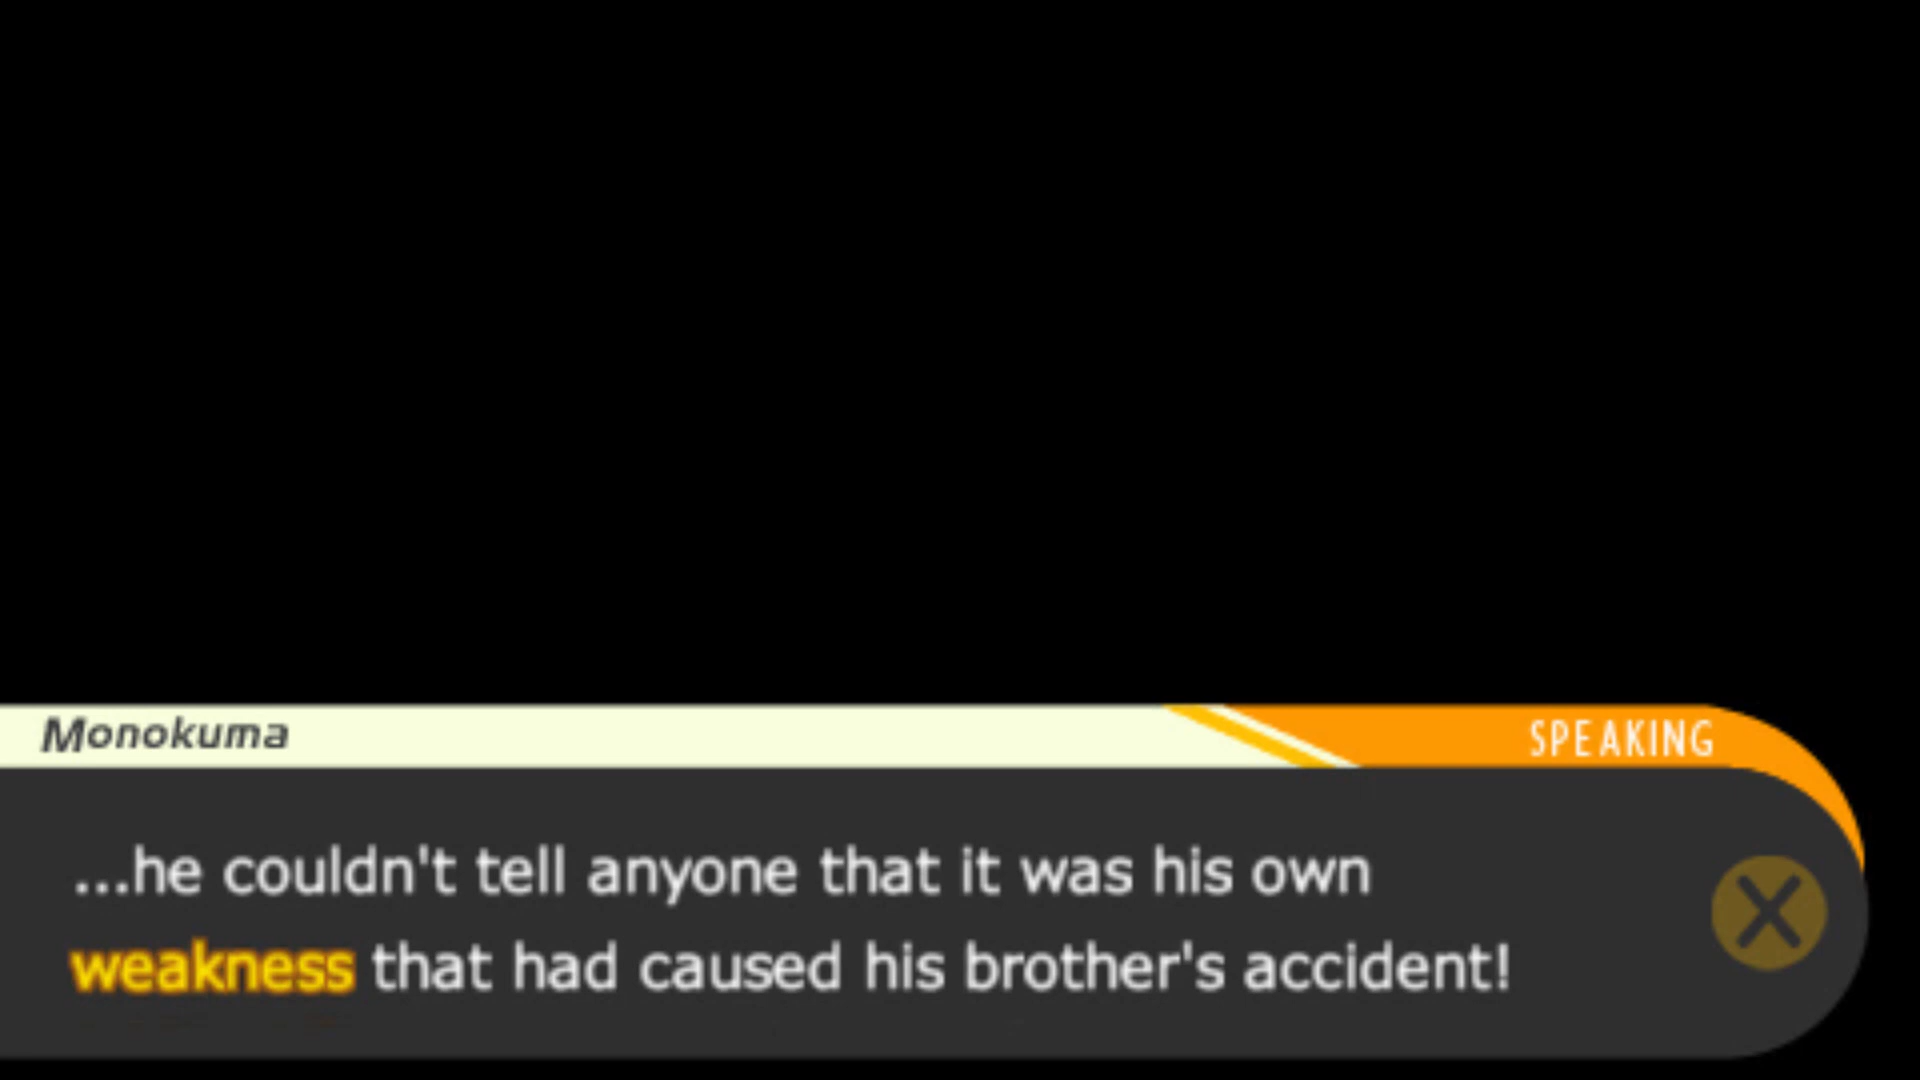 Monokuma
SPEAKING
...he couldn't tell anyone that it was his own
weakness that had caused his brother's accident!